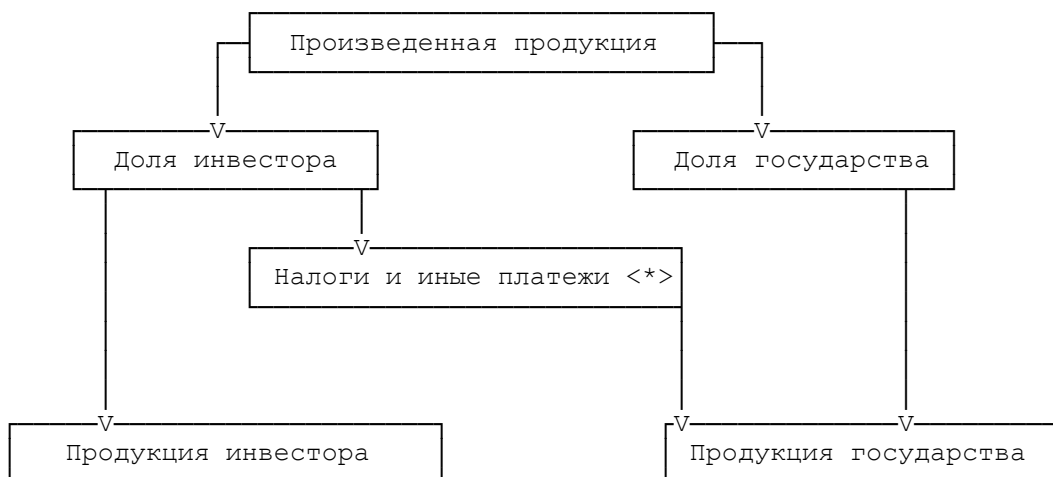 Произведенная продукция
Доля инвестора Доля государства
Налоги и иные платежи <*>
Продукция инвестора Продукция государства